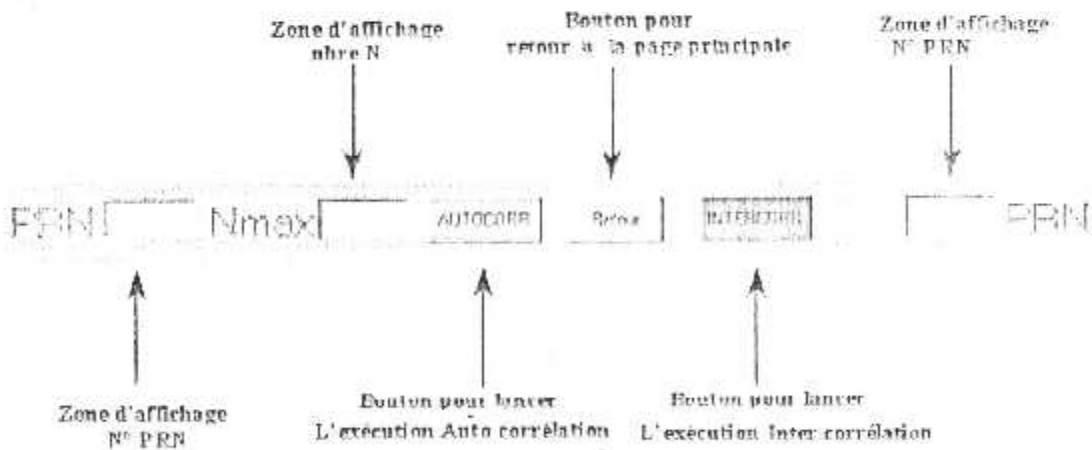 Zone d'affichage
nbre N
Bouton pour
retour à la page principale
Zone d'affichage
N° PRN
PRN
Nmax
AUTOCORR
Retour
INTERCORR
PRN
Zone d'affichage
N° PRN
Bouton pour lancer
L'exécution Auto corrélation
Bouton pour lancer
L'exécution Inter corrélation